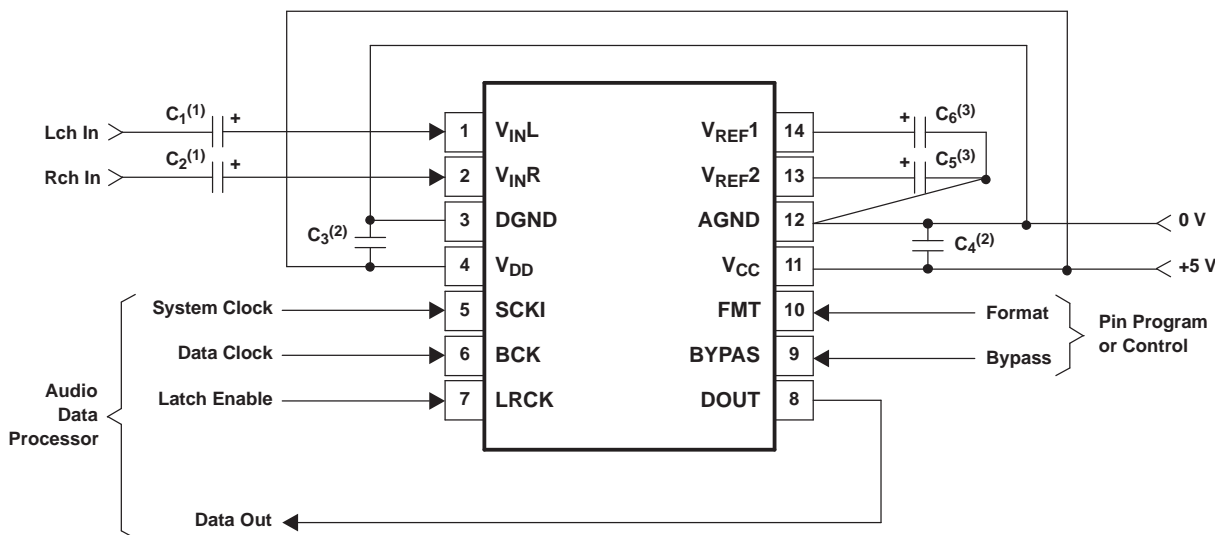 C1(1) +
Lch In
C2(1) +
Rch In
C3(2)
1 VINL
2 VINR
3 DGND
4 VDD
5 SCKI
6 BCK
7 LRCK
VREF1 14
VREF2 13
AGND 12
VCC 11
FMT 10
BYPAS 9
DOUT 8
+ C6(3)
+ C5(3)
C4(2)
0 V
+5 V
System Clock
Data Clock
Latch Enable
Audio
Data
Processor
Data Out
Format
Bypass
Pin Program
or Control